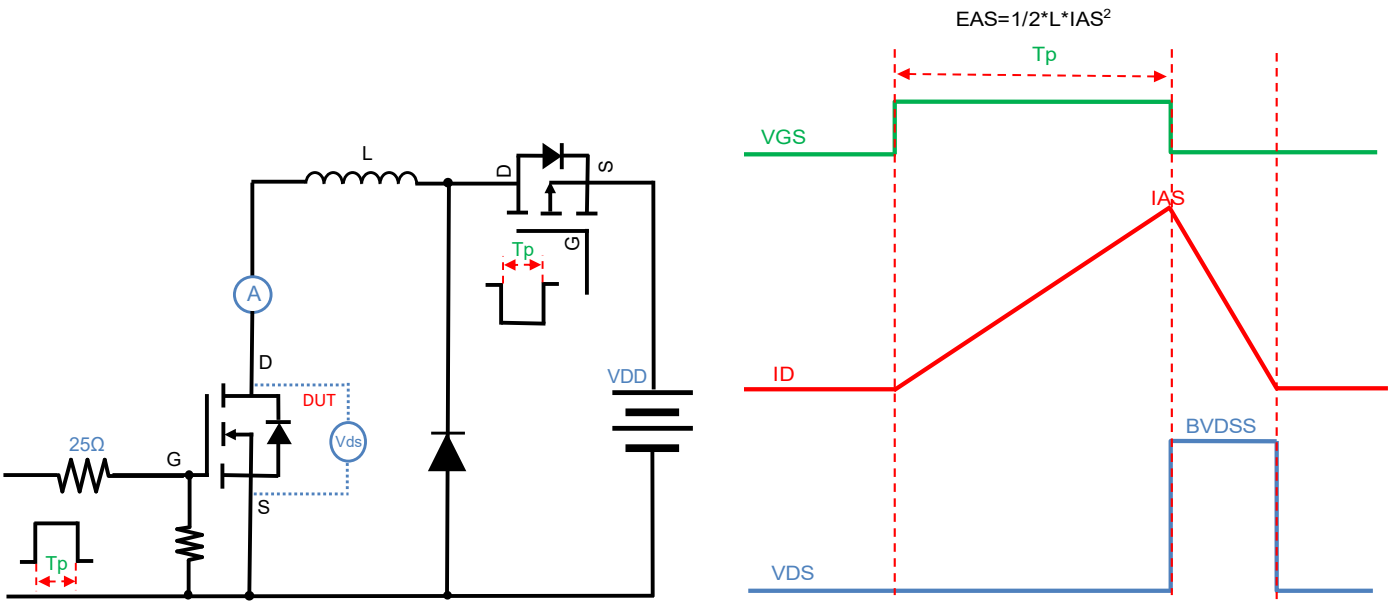 L
D
S
G
Tp
A
D
DUT
Vds
VDD
25Ω
G
S
Tp
EAS=1/2*L*IAS²
Tp
VGS
IAS
ID
BVDSS
VDS